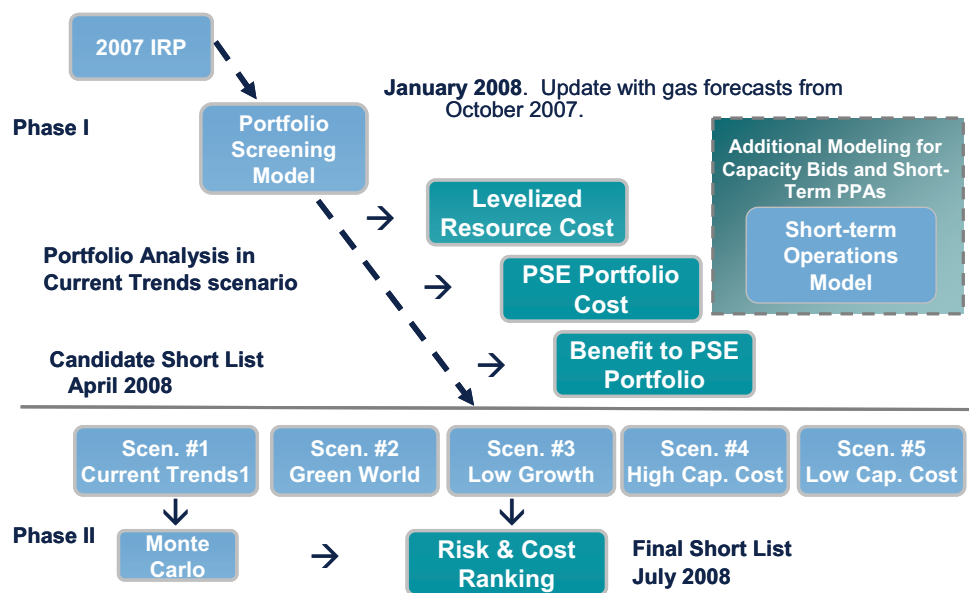 2007 IRP
January 2008.  Update with gas forecasts from
October 2007.
Phase I
Portfolio
Screening
Model
Additional Modeling for
Capacity Bids and Short-
Term PPAs
Short-term
Operations
Model
Levelized
Resource Cost
Portfolio Analysis in
Current Trends scenario
PSE Portfolio
Cost
Benefit to PSE
Portfolio
Candidate Short List
April 2008
Scen. #1
Current Trends1
Scen. #2
Green World
Scen. #3
Low Growth
Scen. #4
High Cap. Cost
Scen. #5
Low Cap. Cost
Phase II
Monte
Carlo
Risk & Cost
Ranking
Final Short List
July 2008